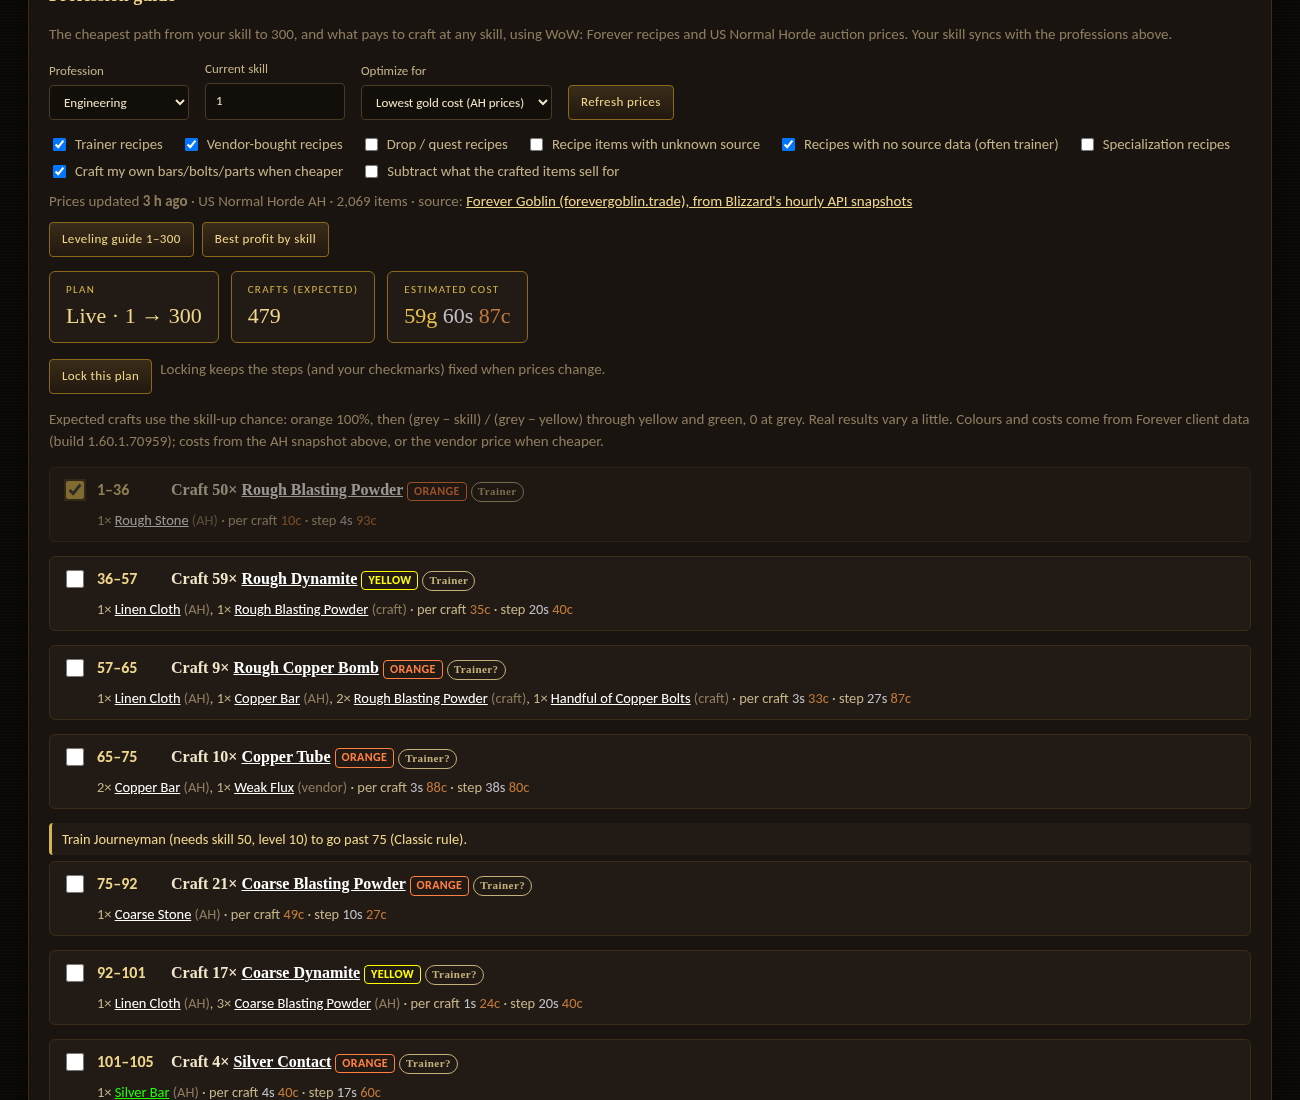 The cheapest path from your skill to 300, and what pays to craft at any skill, using WoW: Forever recipes and US Normal Horde auction prices. Your skill syncs with the professions above.
Profession
Current skill
Optimize for
Engineering
1
Lowest gold cost (AH prices)
Refresh prices
Trainer recipes
Vendor-bought recipes
Drop / quest recipes
Recipe items with unknown source
Recipes with no source data (often trainer)
Specialization recipes
Craft my own bars/bolts/parts when cheaper
Subtract what the crafted items sell for
Prices updated 3 h ago · US Normal Horde AH · 2,069 items · source: Forever Goblin (forevergoblin.trade), from Blizzard's hourly API snapshots
Leveling guide 1–300
Best profit by skill
PLAN
Live · 1 → 300
CRAFTS (EXPECTED)
479
ESTIMATED COST
59g 60s 87c
Lock this plan
Locking keeps the steps (and your checkmarks) fixed when prices change.
Expected crafts use the skill-up chance: orange 100%, then (grey − skill) / (grey − yellow) through yellow and green, 0 at grey. Real results vary a little. Colours and costs come from Forever client data
(build 1.60.1.70959); costs from the AH snapshot above, or the vendor price when cheaper.
1–36 Craft 50× Rough Blasting Powder ORANGE Trainer
1× Rough Stone (AH) · per craft 10c · step 4s 93c
36–57 Craft 59× Rough Dynamite YELLOW Trainer
1× Linen Cloth (AH), 1× Rough Blasting Powder (craft) · per craft 35c · step 20s 40c
57–65 Craft 9× Rough Copper Bomb ORANGE Trainer?
1× Linen Cloth (AH), 1× Copper Bar (AH), 2× Rough Blasting Powder (craft), 1× Handful of Copper Bolts (craft) · per craft 3s 33c · step 27s 87c
65–75 Craft 10× Copper Tube ORANGE Trainer?
2× Copper Bar (AH), 1× Weak Flux (vendor) · per craft 3s 88c · step 38s 80c
Train Journeyman (needs skill 50, level 10) to go past 75 (Classic rule).
75–92 Craft 21× Coarse Blasting Powder ORANGE Trainer?
1× Coarse Stone (AH) · per craft 49c · step 10s 27c
92–101 Craft 17× Coarse Dynamite YELLOW Trainer?
1× Linen Cloth (AH), 3× Coarse Blasting Powder (AH) · per craft 1s 24c · step 20s 40c
101–105 Craft 4× Silver Contact ORANGE Trainer?
1× Silver Bar (AH) · per craft 4s 40c · step 17s 60c